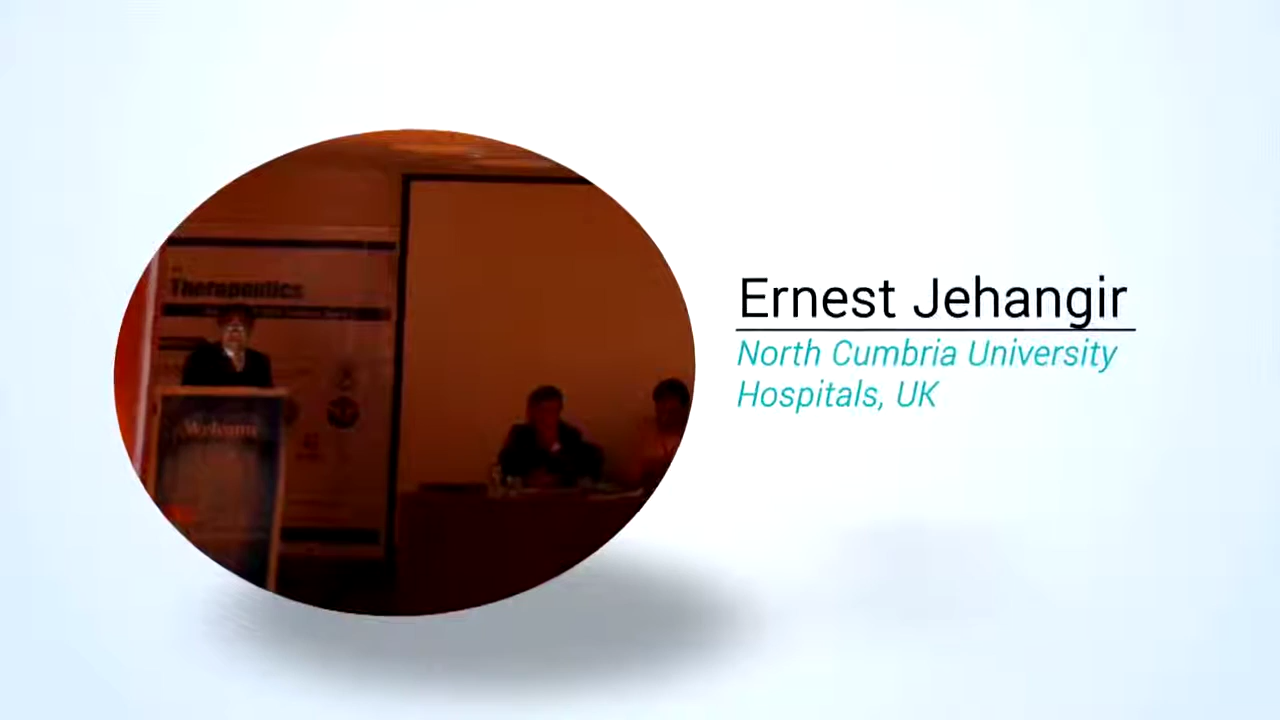 Therapeutics
Welcome
Ernest Jehangir
North Cumbria University
Hospitals, UK